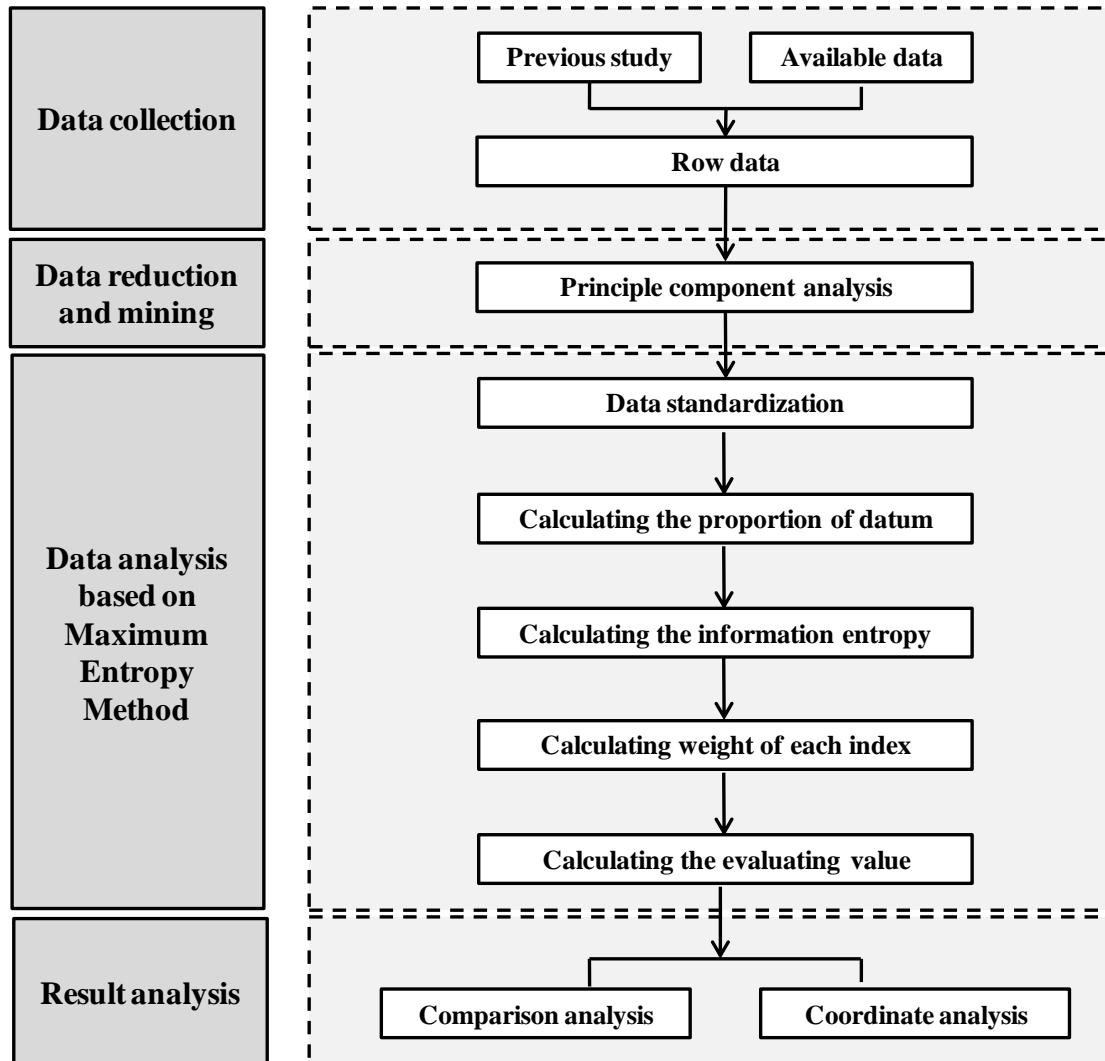 Data collection
Previous study
Available data
Row data
Data reduction
and mining
Principle component analysis
Data analysis
based on
Maximum
Entropy
Method
Data standardization
Calculating the proportion of datum
Calculating the information entropy
Calculating weight of each index
Calculating the evaluating value
Result analysis
Comparison analysis
Coordinate analysis